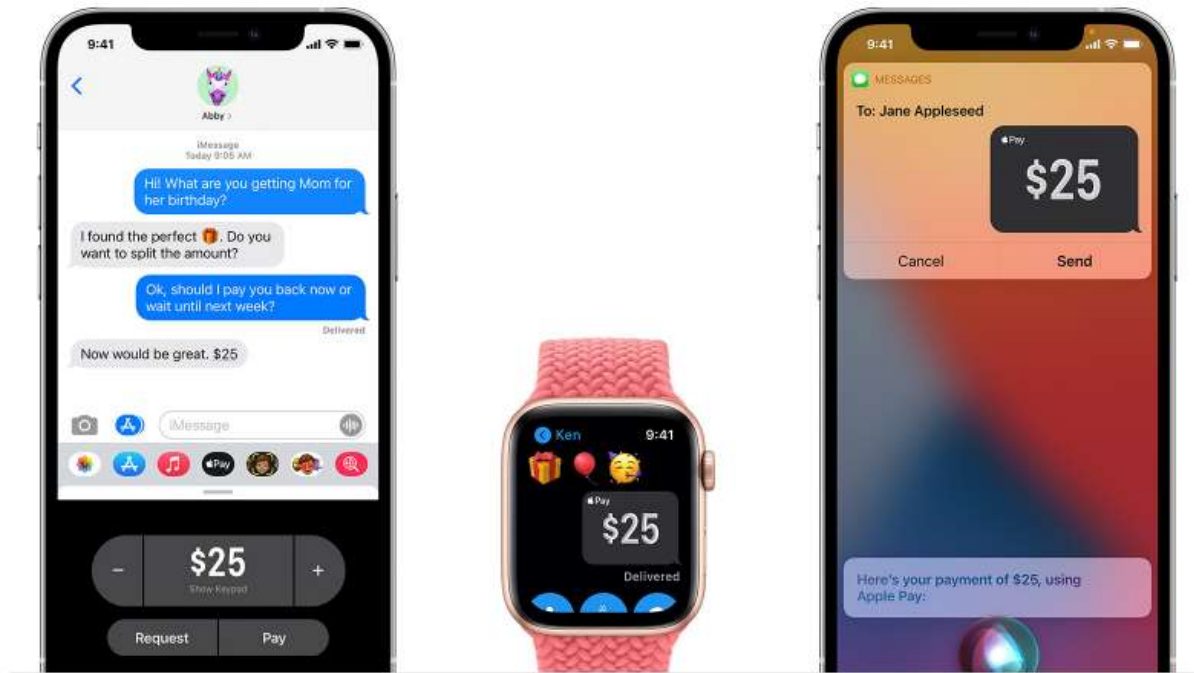 9:41
Abby >
iMessage
Today 9:05 AM
Hi! What are you getting Mom for
her birthday?
I found the perfect 🎁. Do you
want to split the amount?
Ok, should I pay you back now or
wait until next week?
Delivered
Now would be great. $25
iMessage
Pay
$25
Show Keypad
Request
Pay
Ken
9:41
Pay
$25
Delivered
9:41
MESSAGES
To: Jane Appleseed
Pay
$25
Cancel
Send
Here's your payment of $25, using
Apple Pay: